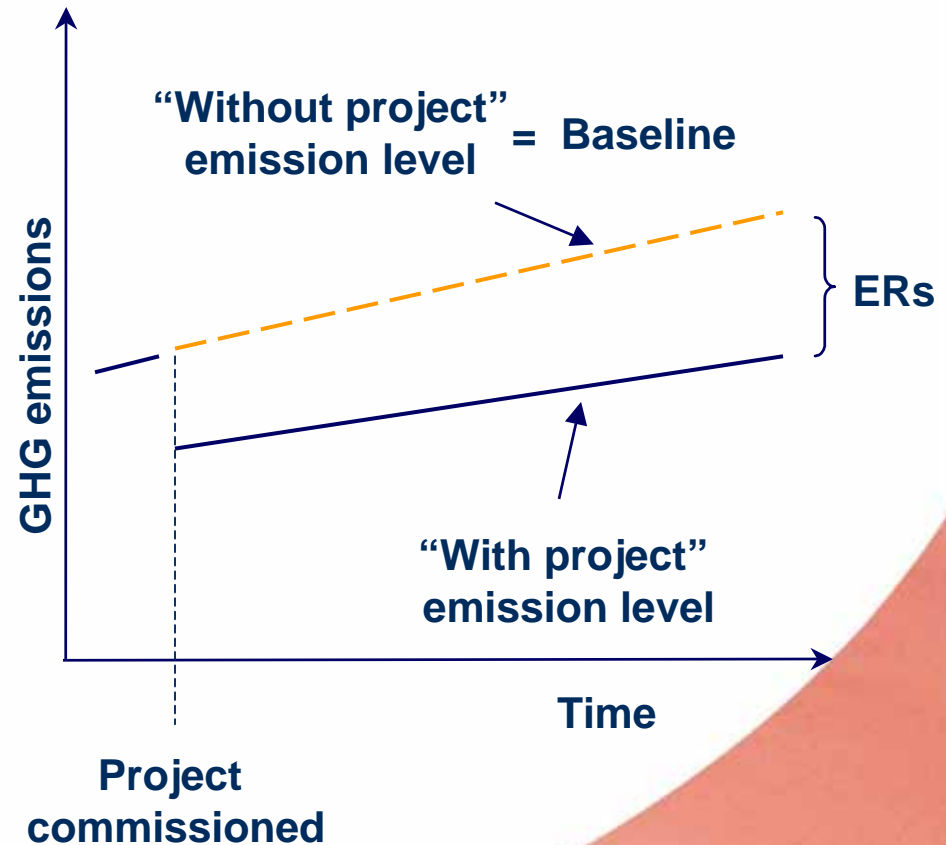 “Without project”
emission level
= Baseline
GHG emissions
ERs
“With project”
emission level
Time
Project
commissioned